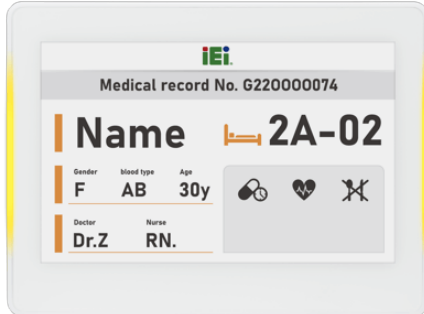 iEi
Medical record No. G220000074
Name 2A-02
Gender blood type Age
F AB 30y
Doctor Nurse
Dr.Z RN.